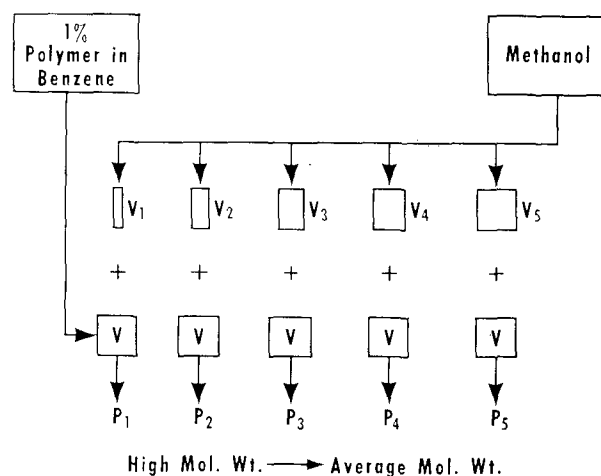 1%
Polymer in
Benzene
Methanol
V₁ V₂ V₃ V₄ V₅
+ + + + +
V V V V V
P₁ P₂ P₃ P₄ P₅
High Mol. Wt. → Average Mol. Wt.